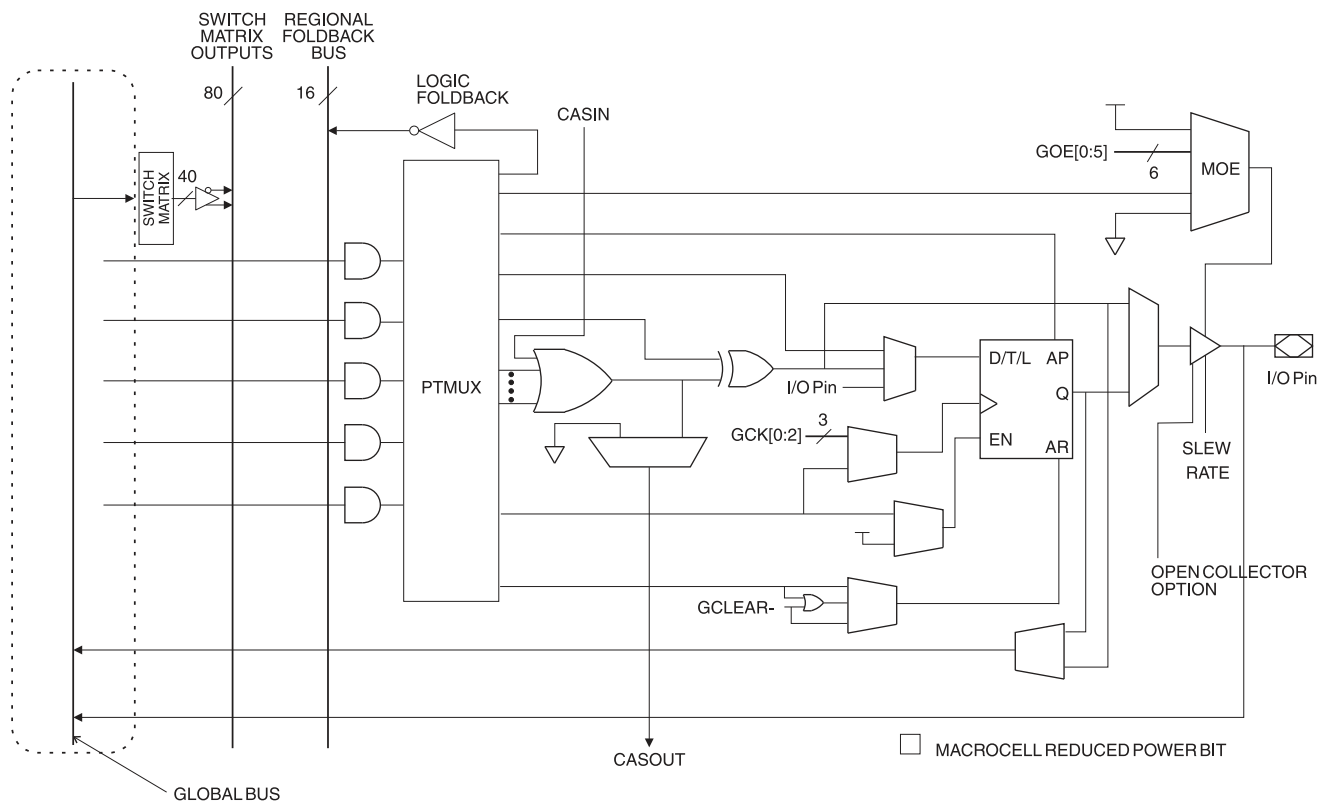 SWITCH
MATRIX
OUTPUTS
REGIONAL
FOLDBACK
BUS
80
16
LOGIC
FOLDBACK
CASIN
GOE[0:5]
6
MOE
SWITCH
MATRIX
40
PTMUX
D/T/L
AP
Q
EN
AR
I/O Pin
I/O Pin
GCK[0:2]
3
SLEW
RATE
OPEN COLLECTOR
OPTION
GCLEAR-
CASOUT
MACROCELL REDUCED POWER BIT
GLOBAL BUS